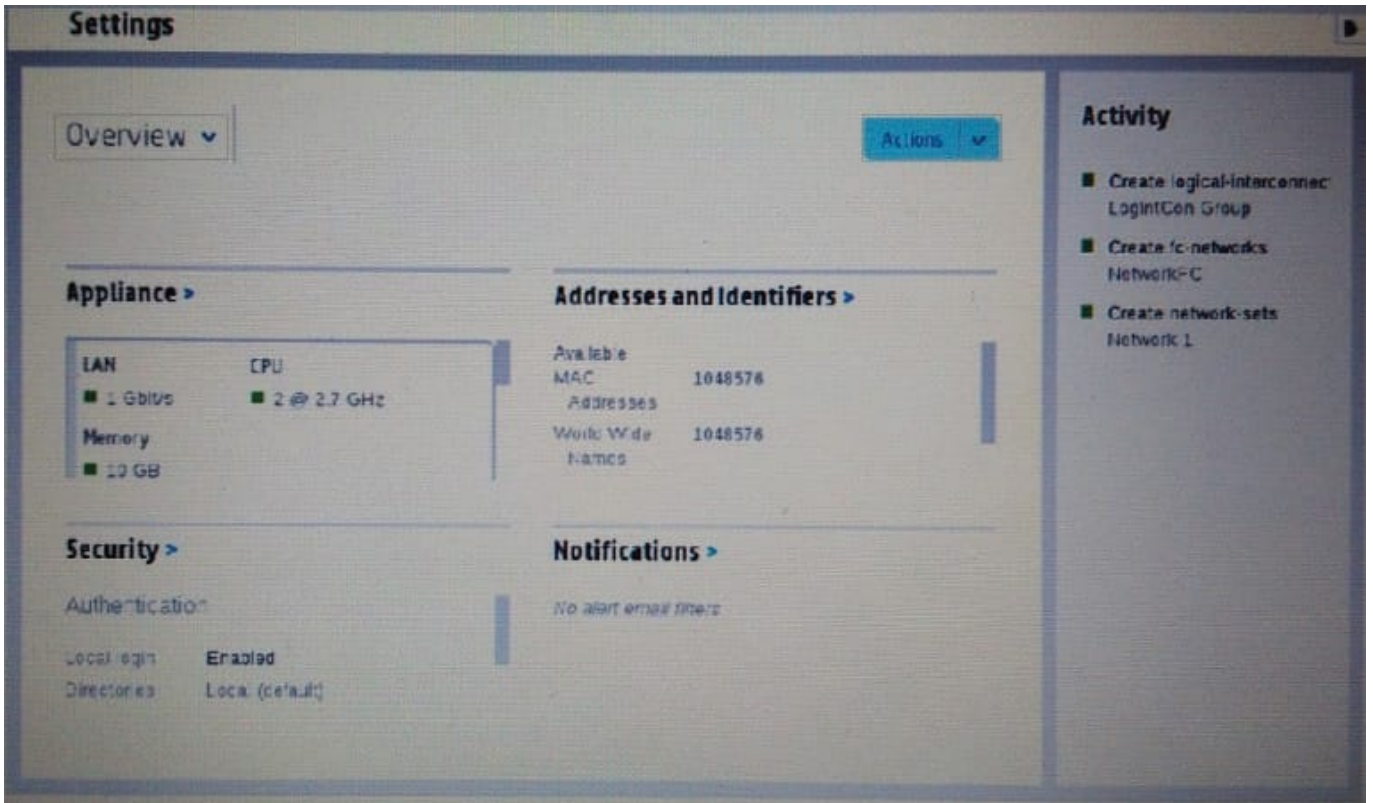 Settings
Overview
Actions
Activity
Create logical-interconnec
LogIntCon Group
Create fc-networks
NetworkFC
Create network-sets
Network 1
Appliance >
LAN CPU
1 Gbit/s 2 @ 2.7 GHz
Memory
10 GB
Addresses and Identifiers >
Available
MAC 1048576
Addresses
World Wide 1048576
Names
Security >
Authentication
Local login Enabled
Directories Local (default)
Notifications >
No alert email filters